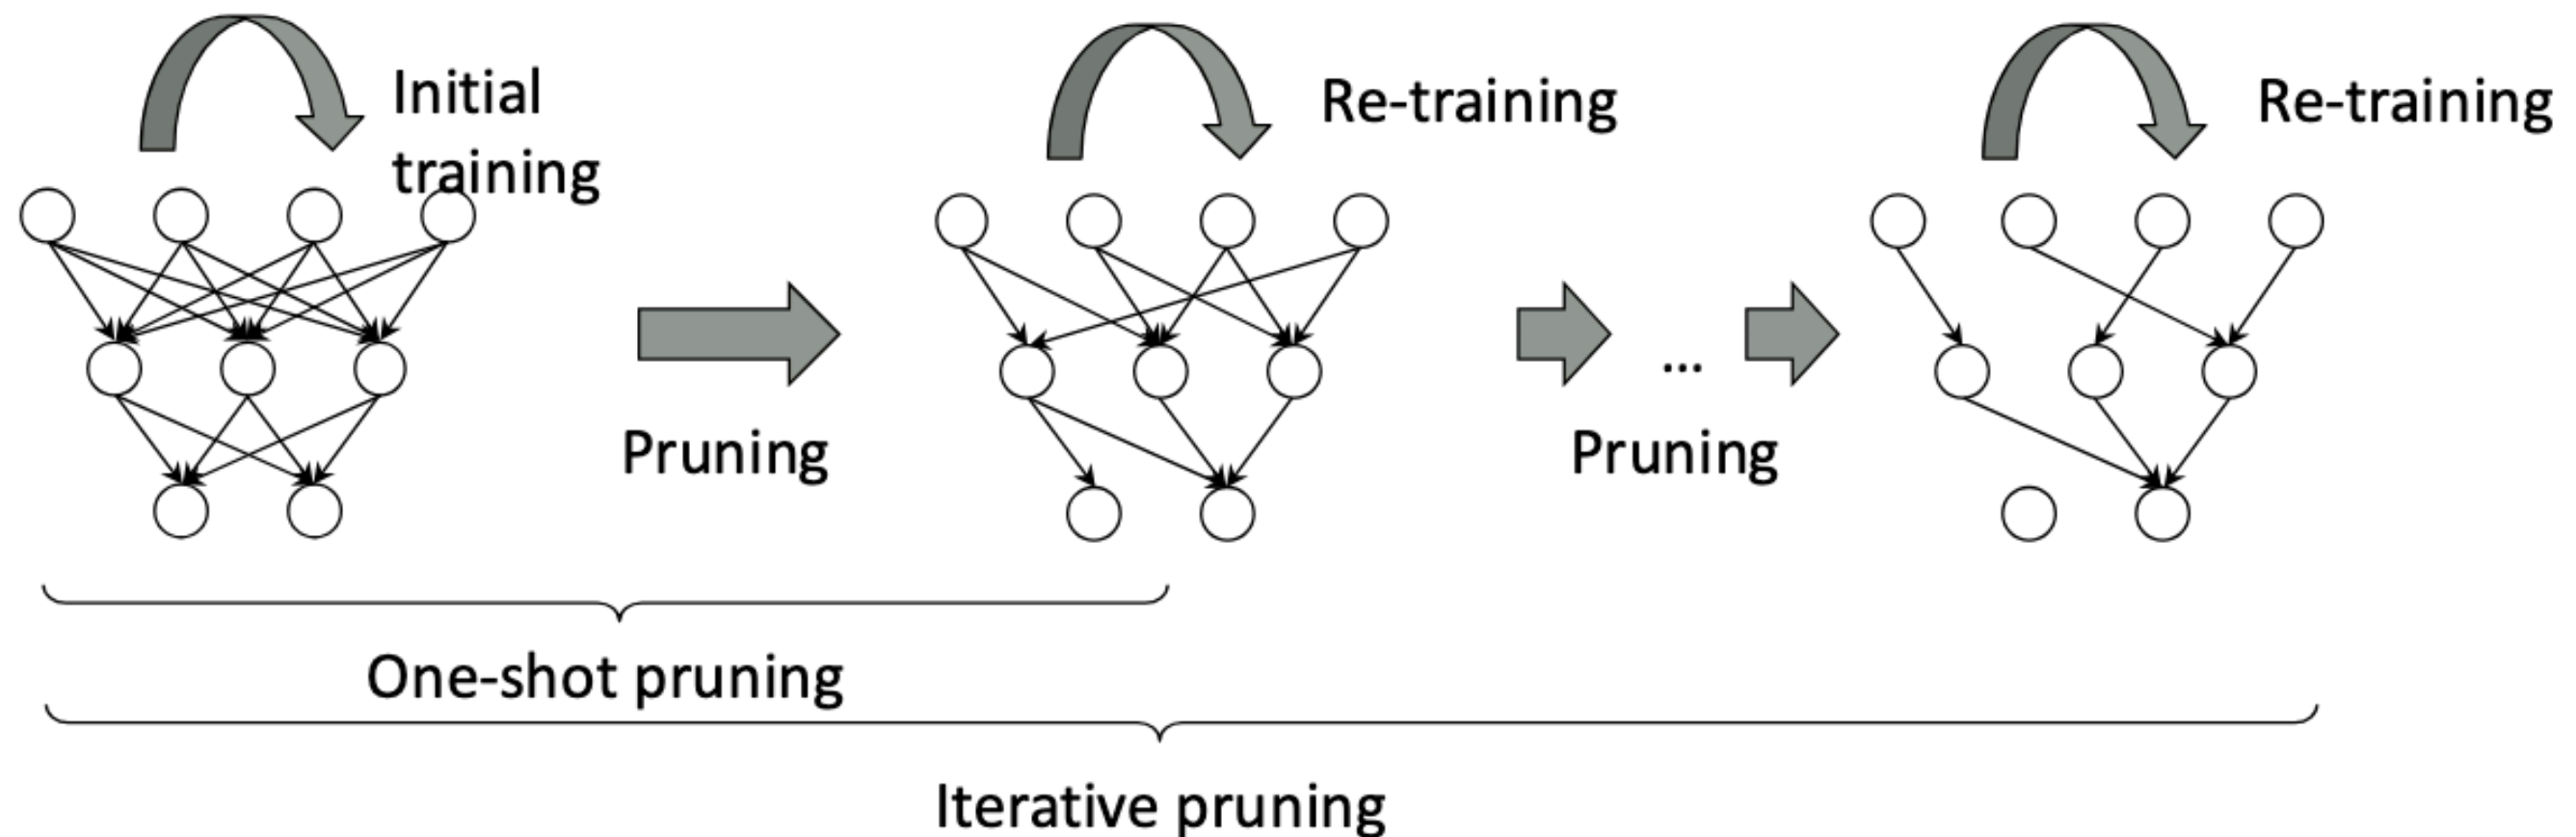 Initial
training
Re-training
Re-training
Pruning
...
Pruning
One-shot pruning
Iterative pruning